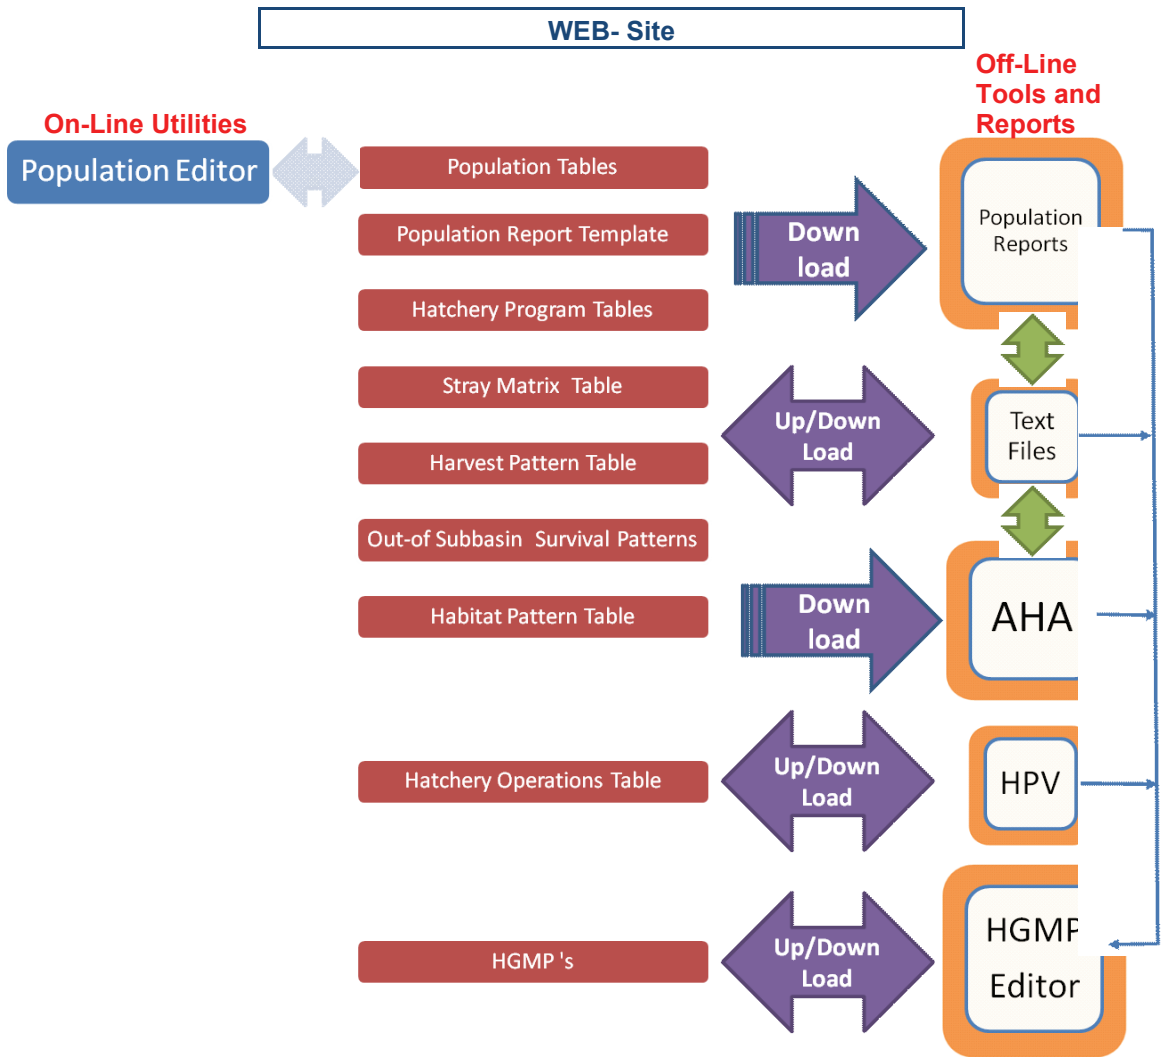 WEB- Site
Off-Line
Tools and
Reports
On-Line Utilities
Population Editor
Population Tables
Population Report Template
Hatchery Program Tables
Stray Matrix Table
Harvest Pattern Table
Out-of Subbasin Survival Patterns
Habitat Pattern Table
Hatchery Operations Table
HGMP 's
Down
load
Up/Down
Load
Down
load
Up/Down
Load
Up/Down
Load
Population
Reports
Text
Files
AHA
HPV
HGMP
Editor